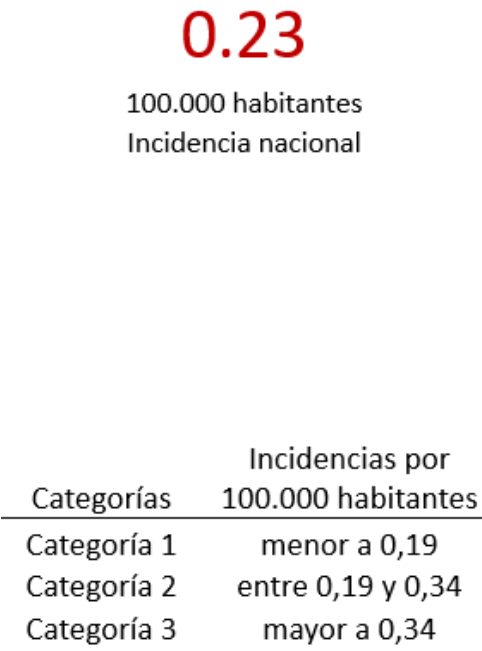 0.23
100.000 habitantes
Incidencia nacional
Incidencias por
Categorías 100.000 habitantes
Categoría 1 menor a 0,19
Categoría 2 entre 0,19 y 0,34
Categoría 3 mayor a 0,34